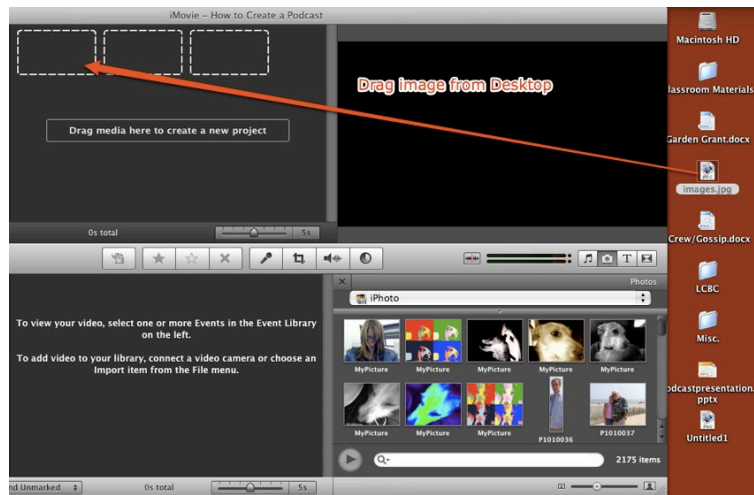 iMovie – How to Create a Podcast
Drag image from Desktop
Drag media here to create a new project
0s total
5s
Macintosh HD
lassroom Materials
Garden Grant.docx
images.jpg
Crew/Gossip.docx
LCBC
Misc.
odcastpresentation.
pptx
Untitled1
T
Photos
iPhoto
To view your video, select one or more Events in the Event Library
on the left.
To add video to your library, connect a video camera or choose an
Import item from the File menu.
MyPicture
MyPicture
MyPicture
MyPicture
MyPicture
MyPicture
MyPicture
MyPicture
P1010036
P1010037
2175 items
nd Unmarked
0s total
5s